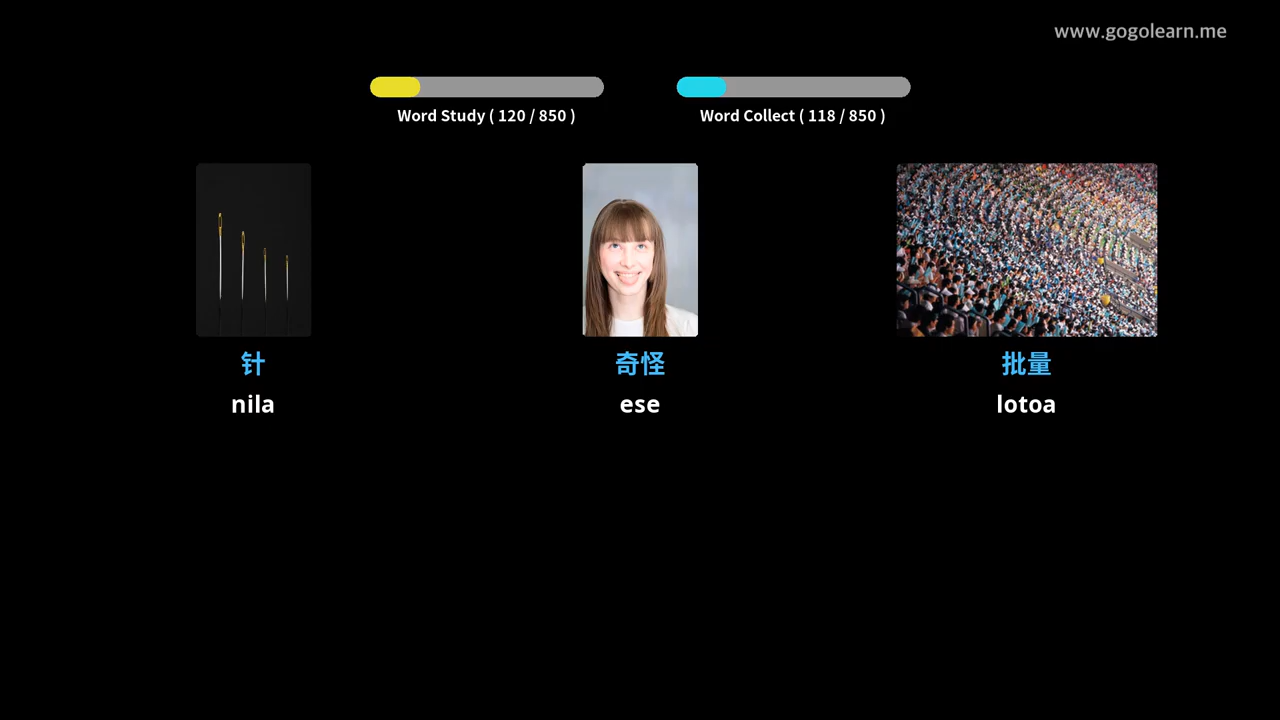 www.gogolearn.me
Word Study ( 120 / 850 )
Word Collect ( 118 / 850 )
针
nila
奇怪
ese
批量
lotoa